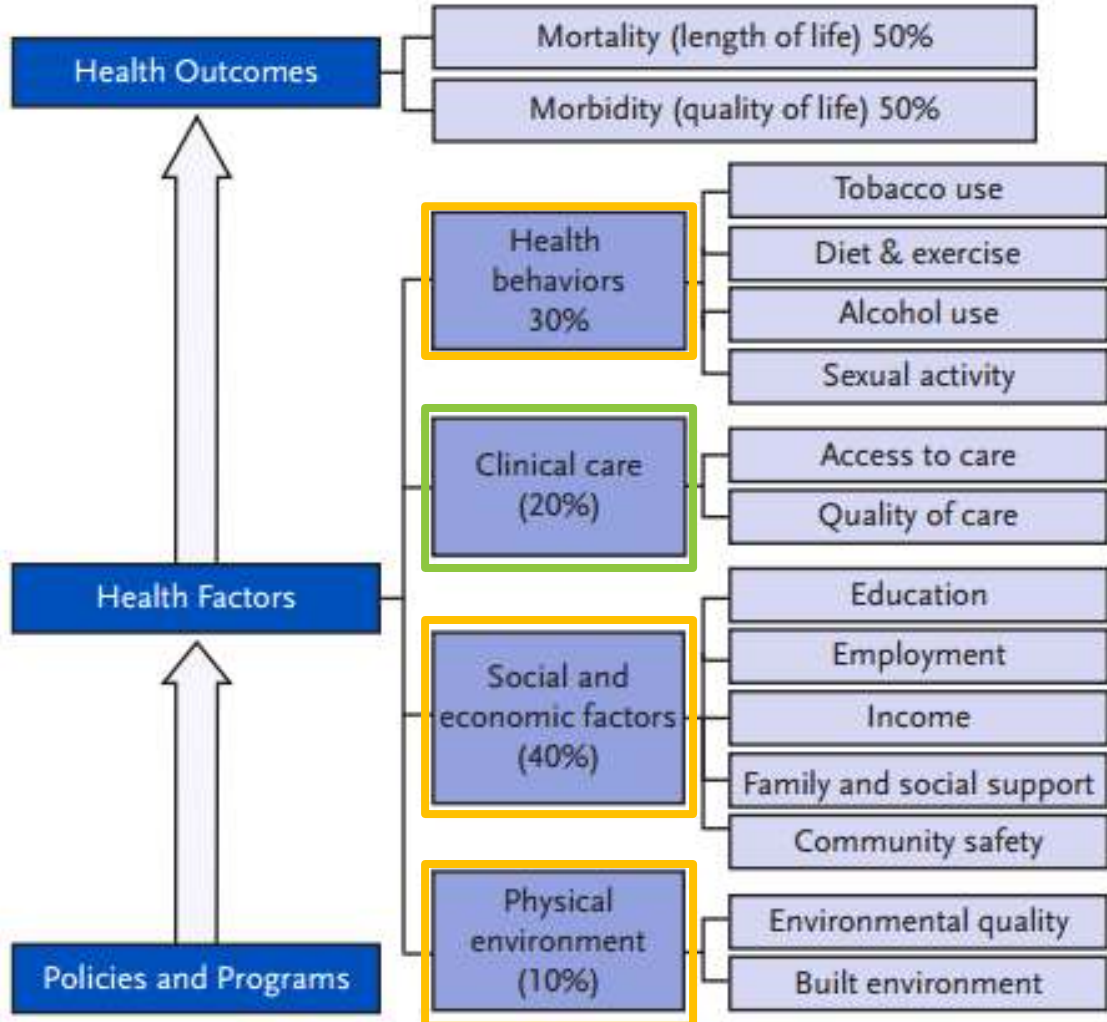 Health Outcomes
Mortality (length of life) 50%
Morbidity (quality of life) 50%
Health Factors
Health
behaviors
30%
Tobacco use
Diet & exercise
Alcohol use
Sexual activity
Clinical care
(20%)
Access to care
Quality of care
Social and
economic factors
(40%)
Education
Employment
Income
Family and social support
Community safety
Physical
environment
(10%)
Environmental quality
Built environment
Policies and Programs